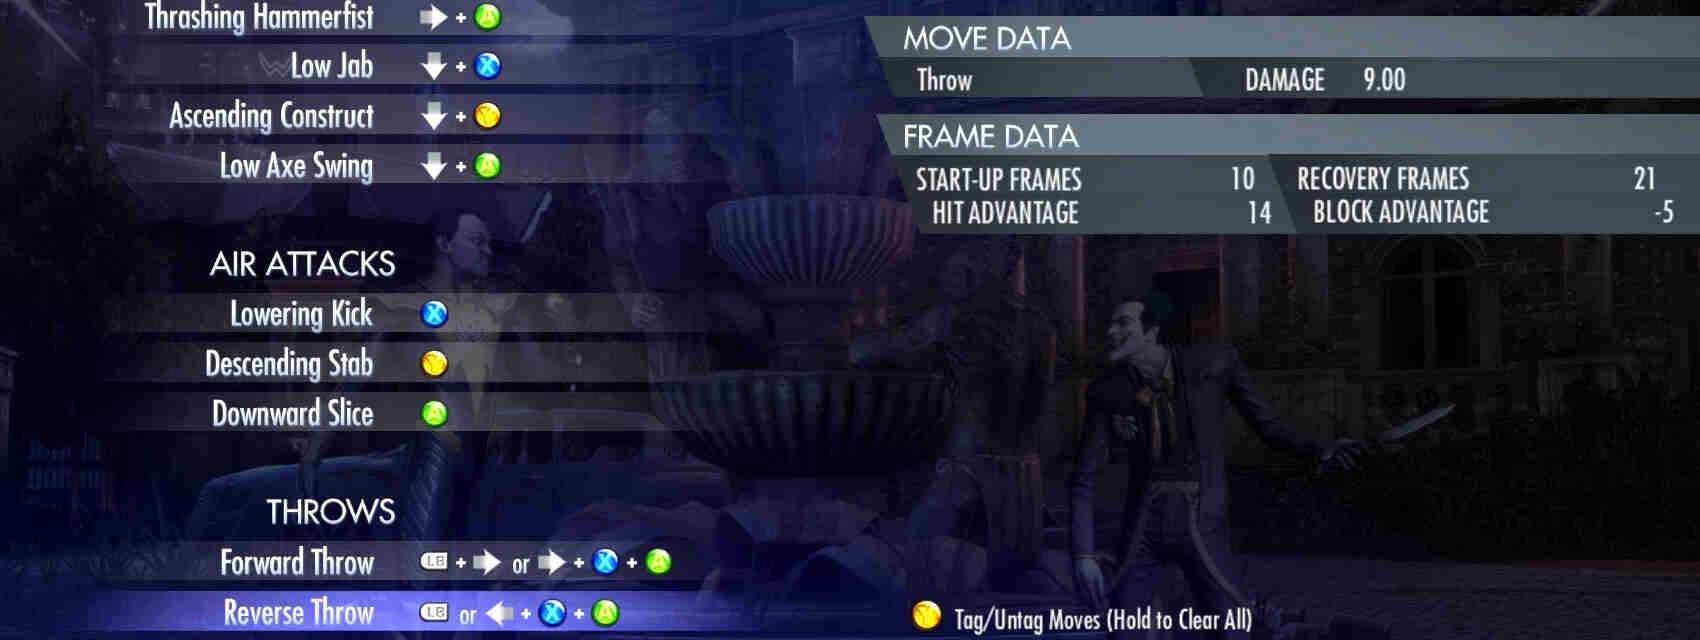 Thrashing Hammerfist → + A
Low Jab ↓ + X
Ascending Construct ↓ + Y
Low Axe Swing ↓ + A
AIR ATTACKS
Lowering Kick X
Descending Stab Y
Downward Slice A
THROWS
Forward Throw LB + → or → + X + A
Reverse Throw LB or ← + X + A
MOVE DATA
Throw DAMAGE 9.00
FRAME DATA
START-UP FRAMES 10 RECOVERY FRAMES 21
HIT ADVANTAGE 14 BLOCK ADVANTAGE -5
Y Tag/Untag Moves (Hold to Clear All)